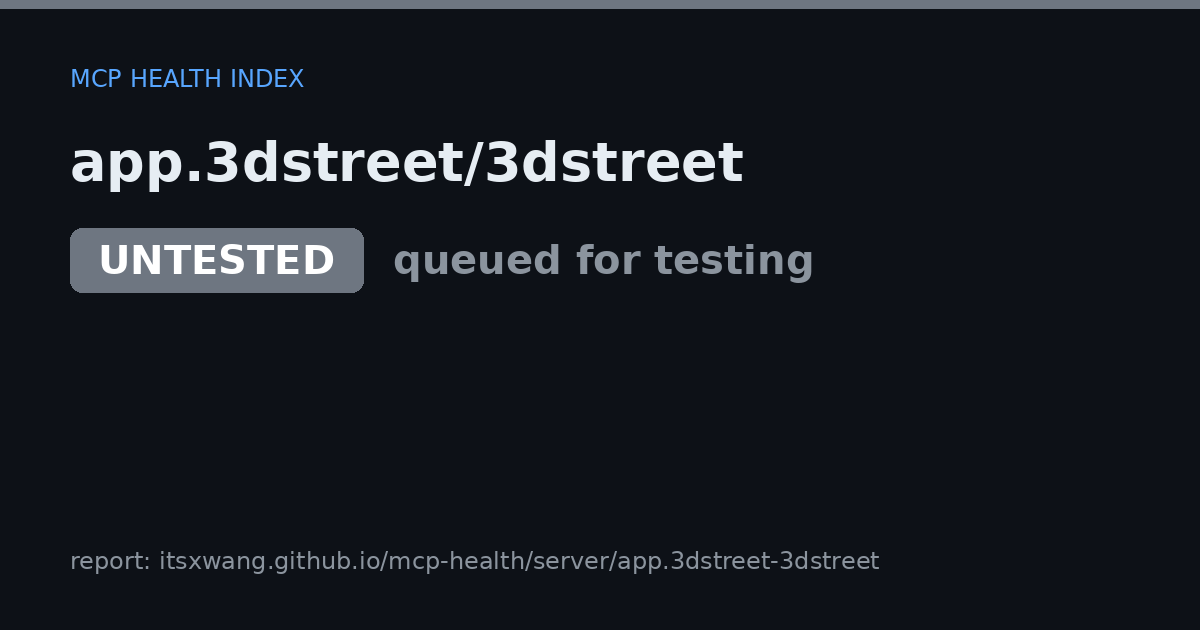 MCP HEALTH INDEX
app.3dstreet/3dstreet
UNTESTED queued for testing
report: itsxwang.github.io/mcp-health/server/app.3dstreet-3dstreet